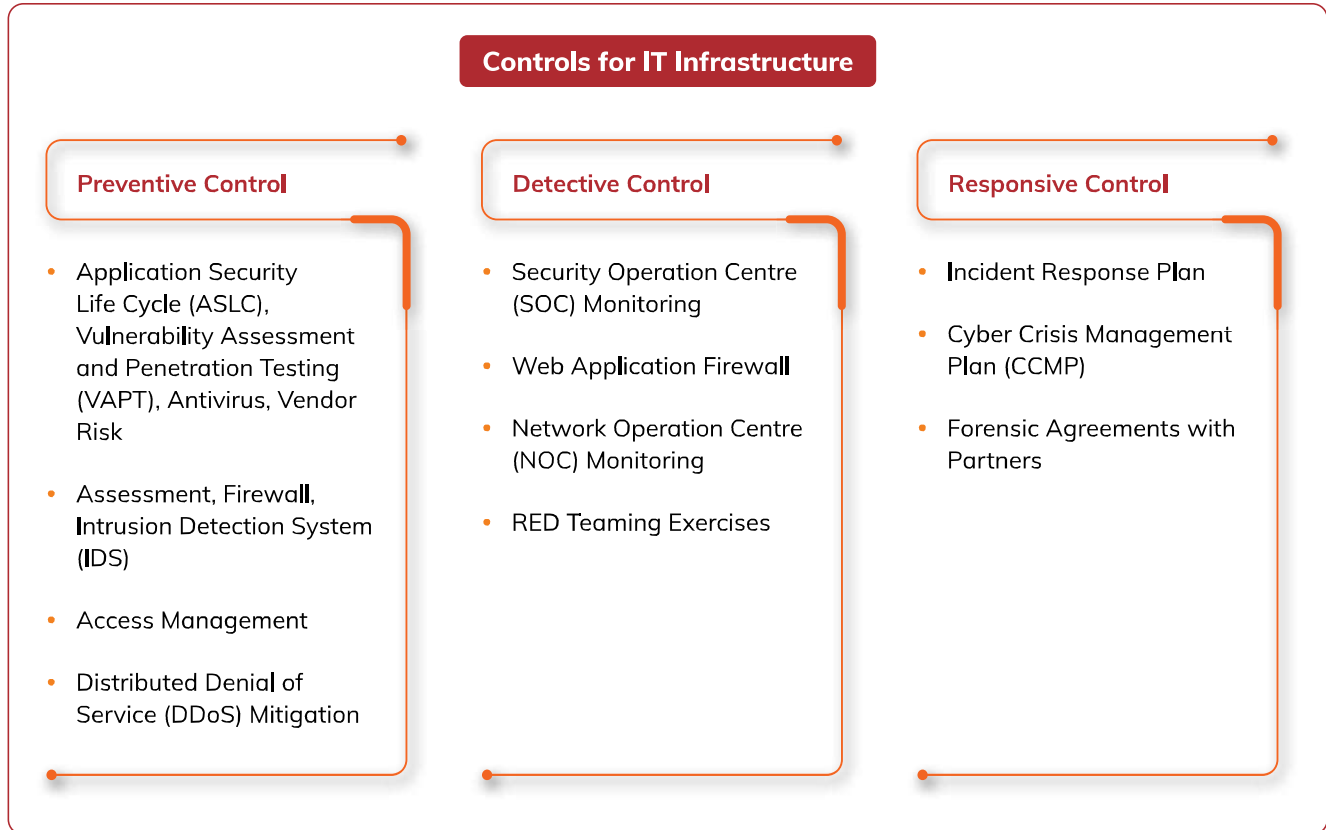 Controls for IT Infrastructure
Preventive Control
• Application Security
Life Cycle (ASLC),
Vulnerability Assessment
and Penetration Testing
(VAPT), Antivirus, Vendor
Risk
• Assessment, Firewall,
Intrusion Detection System
(IDS)
• Access Management
• Distributed Denial of
Service (DDoS) Mitigation
Detective Control
• Security Operation Centre
(SOC) Monitoring
• Web Application Firewall
• Network Operation Centre
(NOC) Monitoring
• RED Teaming Exercises
Responsive Control
• Incident Response Plan
• Cyber Crisis Management
Plan (CCMP)
• Forensic Agreements with
Partners